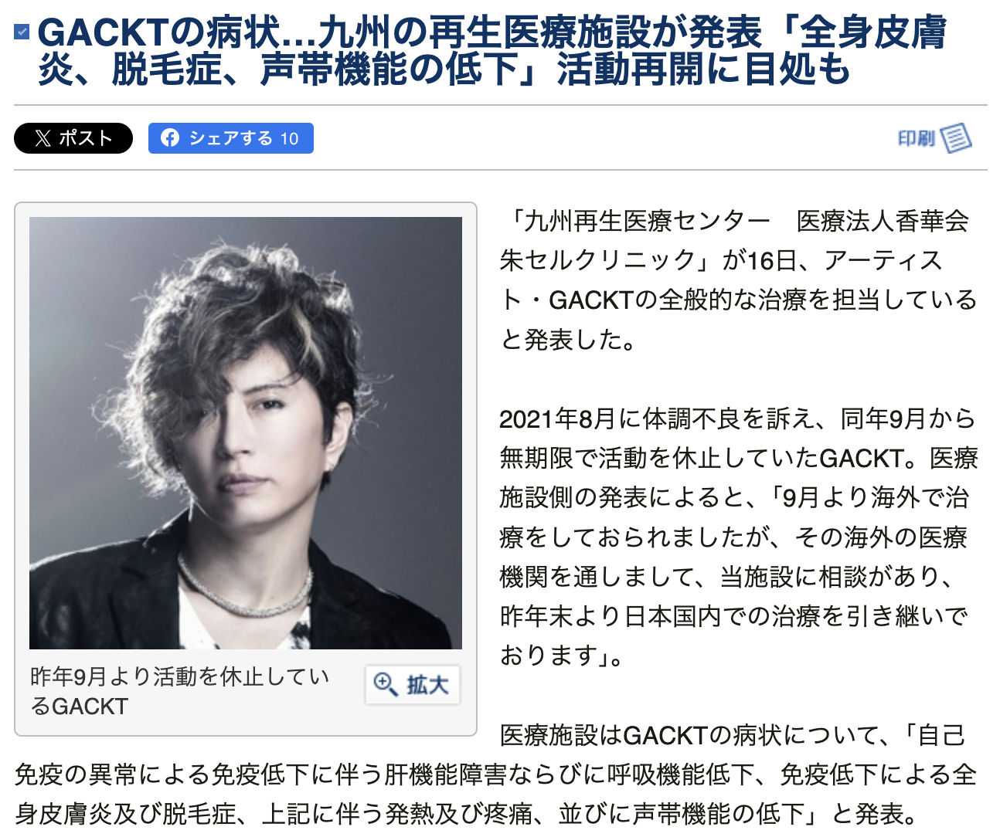 GACKTの病状…九州の再生医療施設が発表「全身皮膚
炎、脱毛症、声帯機能の低下」活動再開に目処も
ポスト
シェアする 10
印刷
昨年9月より活動を休止してい
るGACKT
拡大
「九州再生医療センター　医療法人香華会
朱セルクリニック」が16日、アーティス
ト・GACKTの全般的な治療を担当している
と発表した。
2021年8月に体調不良を訴え、同年9月から
無期限で活動を休止していたGACKT。医療
施設側の発表によると、「9月より海外で治
療をしておられましたが、その海外の医療
機関を通しまして、当施設に相談があり、
昨年末より日本国内での治療を引き継いで
おります」。
医療施設はGACKTの病状について、「自己
免疫の異常による免疫低下に伴う肝機能障害ならびに呼吸機能低下、免疫低下による全
身皮膚炎及び脱毛症、上記に伴う発熱及び疼痛、並びに声帯機能の低下」と発表。